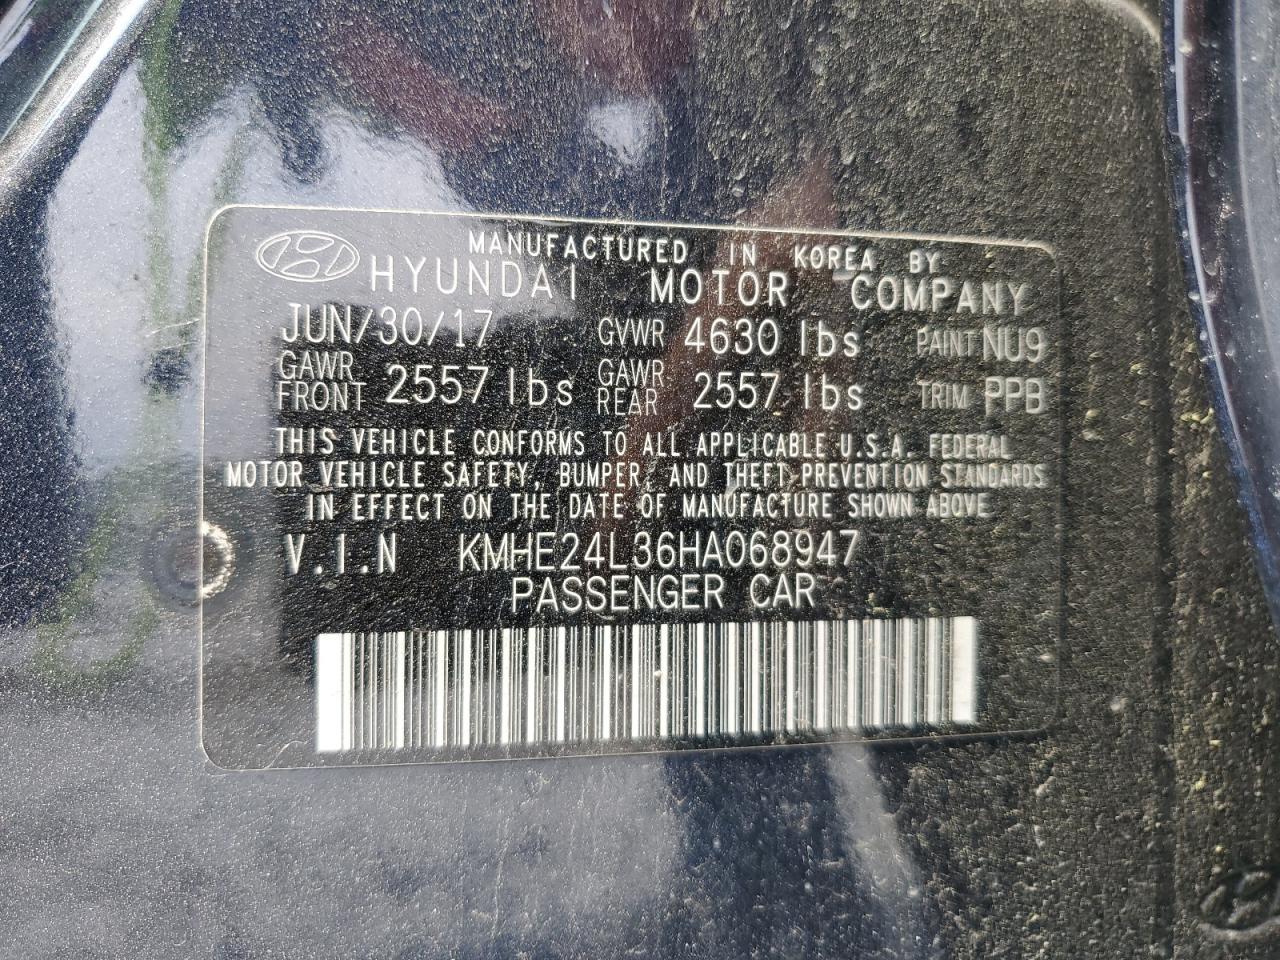 MANUFACTURED IN KOREA BY
HYUNDAI MOTOR COMPANY
JUN/30/17 GVWR 4630 lbs PAINT NU9
GAWR FRONT 2557 lbs GAWR REAR 2557 lbs TRIM PPB
THIS VEHICLE CONFORMS TO ALL APPLICABLE U.S.A. FEDERAL
MOTOR VEHICLE SAFETY, BUMPER, AND THEFT PREVENTION STANDARDS
IN EFFECT ON THE DATE OF MANUFACTURE SHOWN ABOVE
V.I.N KMHE24L36HA068947
PASSENGER CAR